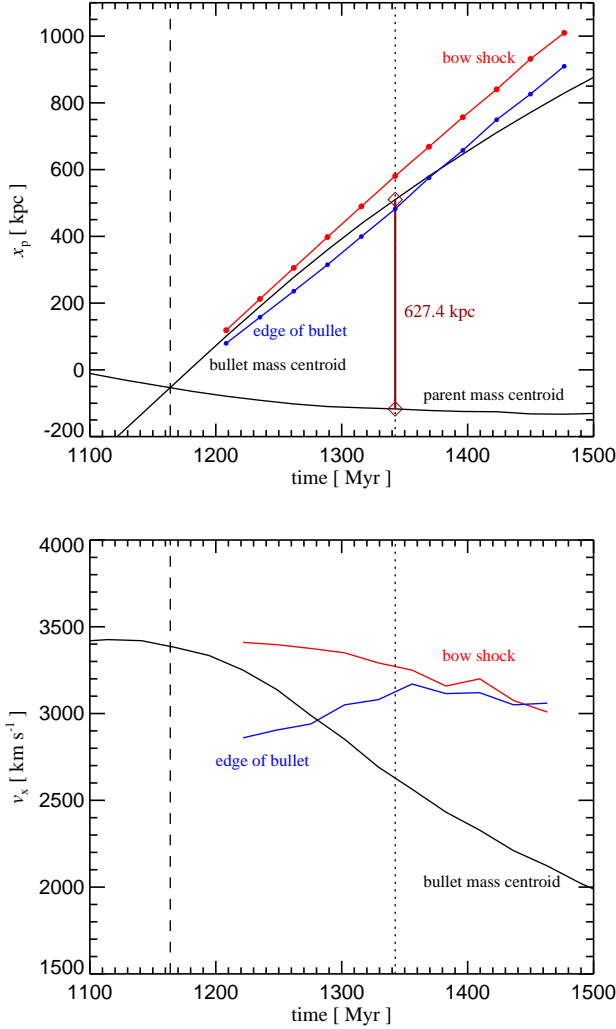 1000
800
600
400
200
0
-200
x_p [ kpc]
bow shock
627.4 kpc
edge of bullet
bullet mass centroid
parent mass centroid
1100 1200 1300 1400 1500
time [ Myr]
4000
3500
3000
2500
2000
1500
v_x [ km s^-1]
bow shock
edge of bullet
bullet mass centroid
1100 1200 1300 1400 1500
time [ Myr]